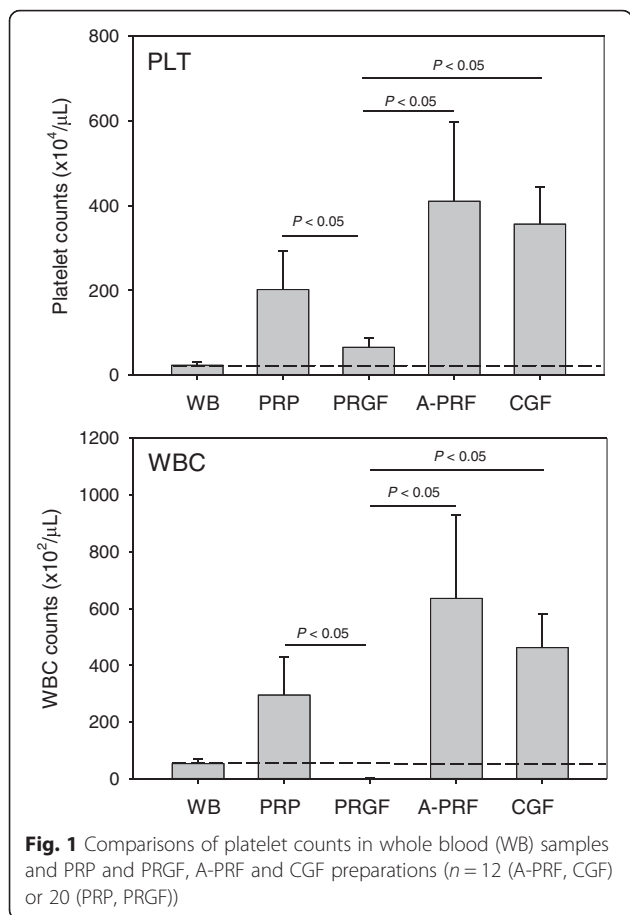 PLT
Platelet counts (x10⁴/μL)
800
600
400
200
0
P < 0.05
P < 0.05
P < 0.05
WB PRP PRGF A-PRF CGF
WBC
WBC counts (x10²/μL)
1200
1000
800
600
400
200
0
P < 0.05
P < 0.05
P < 0.05
WB PRP PRGF A-PRF CGF
Fig. 1 Comparisons of platelet counts in whole blood (WB) samples
and PRP and PRGF, A-PRF and CGF preparations (n = 12 (A-PRF, CGF)
or 20 (PRP, PRGF))